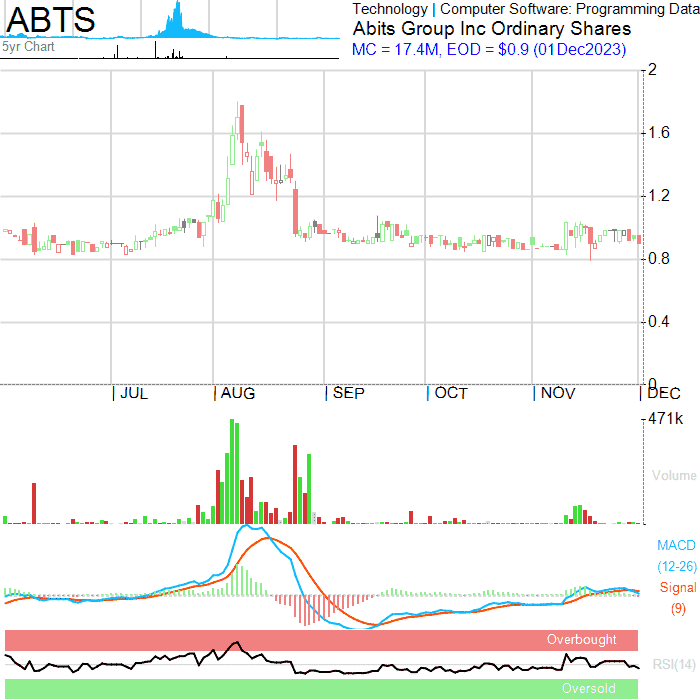 ABTS
5yr Chart
Technology | Computer Software: Programming Data
Abits Group Inc Ordinary Shares
MC = 17.4M, EOD = $0.9 (01Dec2023)
2
1.6
1.2
0.8
0.4
0
JUL AUG SEP OCT NOV DEC
471k
Volume
MACD
(12-26)
Signal
(9)
Overbought
RSI(14)
Oversold